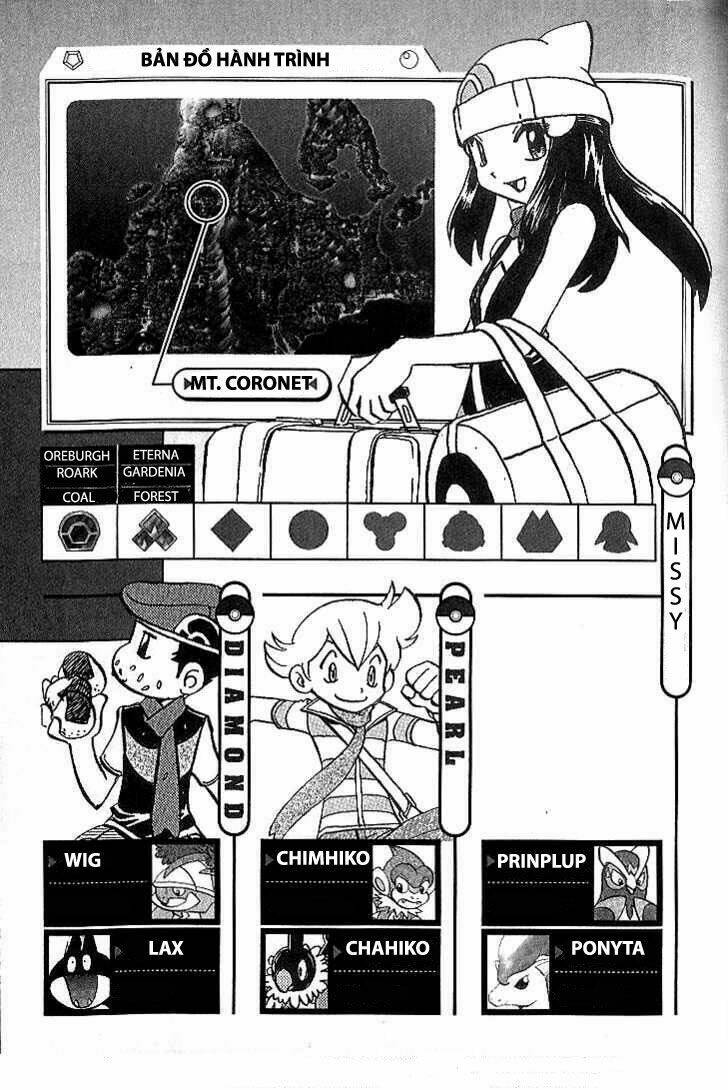 BẢN ĐỒ HÀNH TRÌNH
MT. CORONET
OREBURGH
ROARK
COAL
ETERNA
GARDENIA
FOREST
MISSY
DIAMOND
PEARL
WIG
CHIMHIKO
PRINPLUP
LAX
CHAHIKO
PONYTA